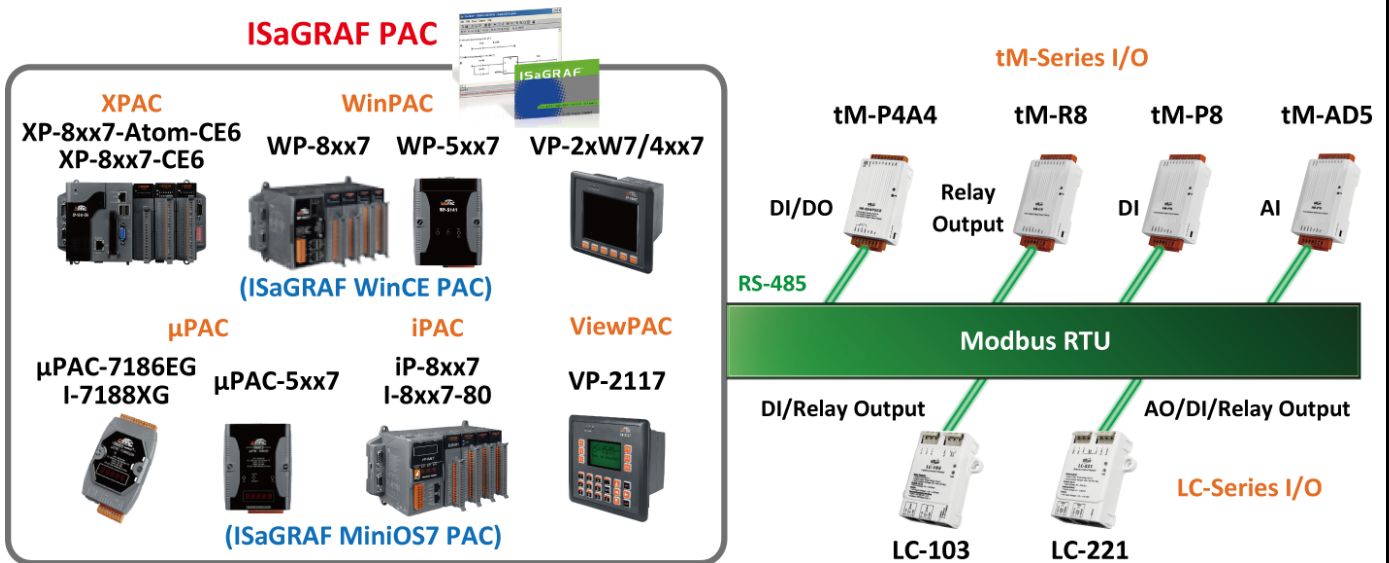 ISaGRAF PAC
ISaGRAF
XPAC
WinPAC
XP-8xx7-Atom-CE6
XP-8xx7-CE6
WP-8xx7
WP-5xx7
VP-2xW7/4xx7
(ISaGRAF WinCE PAC)
µPAC
iPAC
ViewPAC
µPAC-7186EG
I-7188XG
µPAC-5xx7
iP-8xx7
I-8xx7-80
VP-2117
(ISaGRAF MiniOS7 PAC)
tM-Series I/O
tM-P4A4
tM-R8
tM-P8
tM-AD5
DI/DO
Relay
Output
DI
AI
RS-485
Modbus RTU
DI/Relay Output
AO/DI/Relay Output
LC-Series I/O
LC-103
LC-221